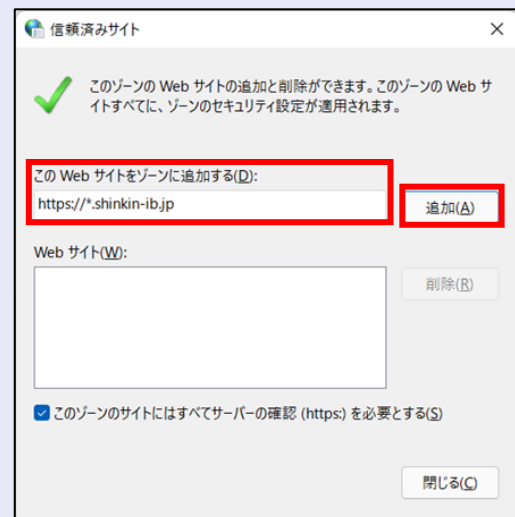 信頼済みサイト
このゾーンの Web サイトの追加と削除ができます。このゾーンの Web サ
イトすべてに、ゾーンのセキュリティ設定が適用されます。
この Web サイトをゾーンに追加する(D):
https://*.shinkin-ib.jp
追加(A)
Web サイト(W):
削除(R)
このゾーンのサイトにはすべてサーバーの確認 (https:) を必要とする(S)
閉じる(C)